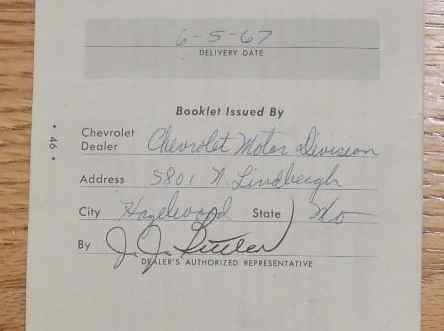 6-5-67
DELIVERY DATE
Booklet Issued By
Chevrolet Dealer Chevrolet Motor Division
Address 5801 N. Lindbergh
City Hazelwood State Mo
By J. J.
DEALER'S AUTHORIZED REPRESENTATIVE
• 46 •